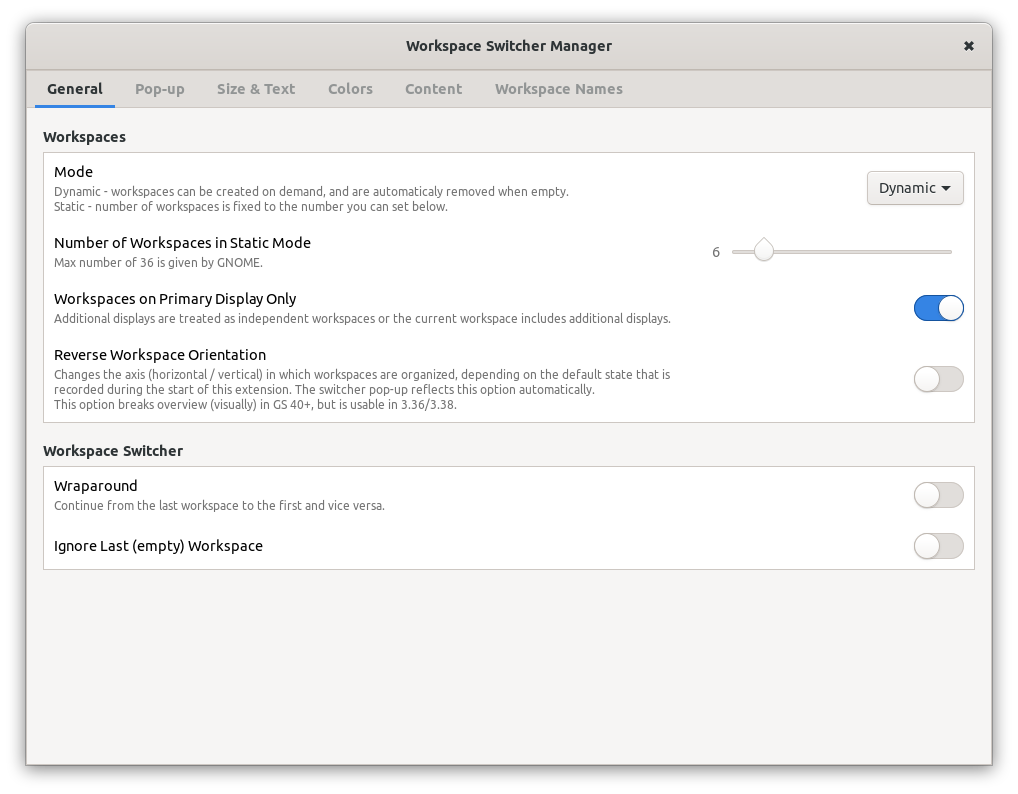 Workspace Switcher Manager
General Pop-up Size & Text Colors Content Workspace Names
Workspaces
Mode
Dynamic - workspaces can be created on demand, and are automaticaly removed when empty.
Static - number of workspaces is fixed to the number you can set below.
Dynamic
Number of Workspaces in Static Mode
Max number of 36 is given by GNOME.
6
Workspaces on Primary Display Only
Additional displays are treated as independent workspaces or the current workspace includes additional displays.
Reverse Workspace Orientation
Changes the axis (horizontal / vertical) in which workspaces are organized, depending on the default state that is
recorded during the start of this extension. The switcher pop-up reflects this option automatically.
This option breaks overview (visually) in GS 40+, but is usable in 3.36/3.38.
Workspace Switcher
Wraparound
Continue from the last workspace to the first and vice versa.
Ignore Last (empty) Workspace